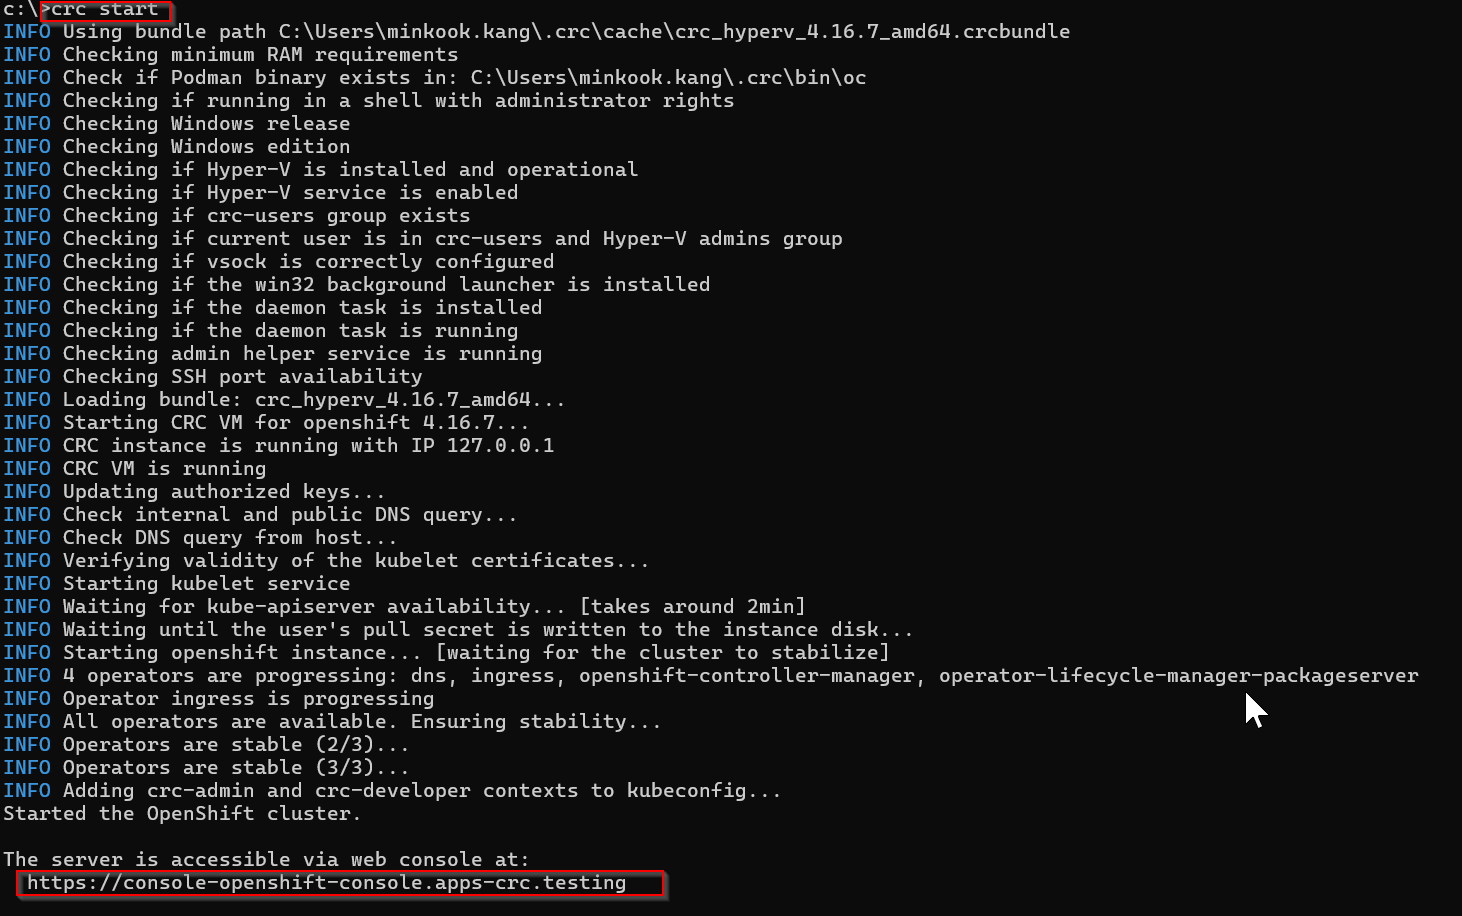 c:\>crc start
INFO Using bundle path C:\Users\minkook.kang\.crc\cache\crc_hyperv_4.16.7_amd64.crcbundle
INFO Checking minimum RAM requirements
INFO Check if Podman binary exists in: C:\Users\minkook.kang\.crc\bin\oc
INFO Checking if running in a shell with administrator rights
INFO Checking Windows release
INFO Checking Windows edition
INFO Checking if Hyper-V is installed and operational
INFO Checking if Hyper-V service is enabled
INFO Checking if crc-users group exists
INFO Checking if current user is in crc-users and Hyper-V admins group
INFO Checking if vsock is correctly configured
INFO Checking if the win32 background launcher is installed
INFO Checking if the daemon task is installed
INFO Checking if the daemon task is running
INFO Checking admin helper service is running
INFO Checking SSH port availability
INFO Loading bundle: crc_hyperv_4.16.7_amd64...
INFO Starting CRC VM for openshift 4.16.7...
INFO CRC instance is running with IP 127.0.0.1
INFO CRC VM is running
INFO Updating authorized keys...
INFO Check internal and public DNS query...
INFO Check DNS query from host...
INFO Verifying validity of the kubelet certificates...
INFO Starting kubelet service
INFO Waiting for kube-apiserver availability... [takes around 2min]
INFO Waiting until the user's pull secret is written to the instance disk...
INFO Starting openshift instance... [waiting for the cluster to stabilize]
INFO 4 operators are progressing: dns, ingress, openshift-controller-manager, operator-lifecycle-manager-packageserver
INFO Operator ingress is progressing
INFO All operators are available. Ensuring stability...
INFO Operators are stable (2/3)...
INFO Operators are stable (3/3)...
INFO Adding crc-admin and crc-developer contexts to kubeconfig...
Started the OpenShift cluster.
The server is accessible via web console at:
https://console-openshift-console.apps-crc.testing